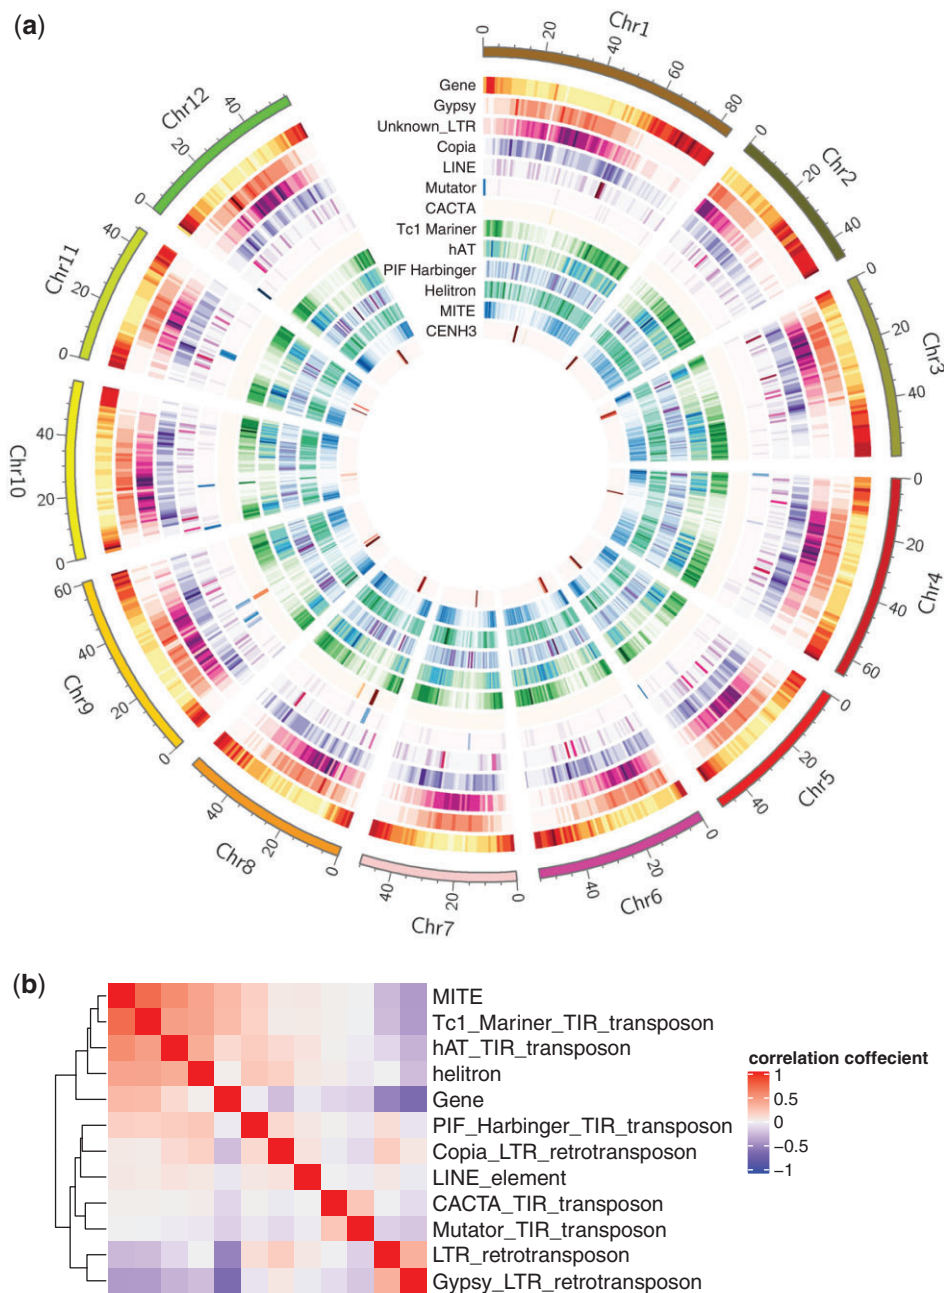 (a)
Chr1
0
20
40
60
80
Chr2
0
20
40
Chr3
0
20
40
Chr4
0
20
40
60
Chr5
0
20
40
Chr6
0
20
40
Chr7
0
20
40
Chr8
0
20
40
Chr9
0
20
40
60
Chr10
0
20
40
Chr11
0
20
40
Chr12
0
20
40
Gene
Gypsy
Unknown_LTR
Copia
LINE
Mutator
CACTA
Tc1 Mariner
hAT
PIF Harbinger
Helitron
MITE
CENH3
(b)
MITE
Tc1_Mariner_TIR_transposon
hAT_TIR_transposon
helitron
Gene
PIF_Harbinger_TIR_transposon
Copia_LTR_retrotransposon
LINE_element
CACTA_TIR_transposon
Mutator_TIR_transposon
LTR_retrotransposon
Gypsy_LTR_retrotransposon
correlation coffecient
1
0.5
0
−0.5
−1